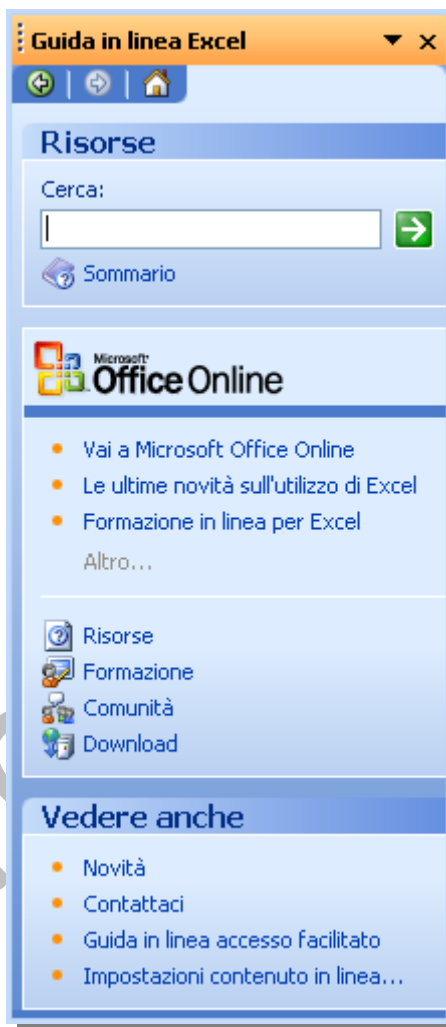 Guida in linea Excel
Risorse
Cerca:
Sommario
Microsoft
Office Online
Vai a Microsoft Office Online
Le ultime novità sull'utilizzo di Excel
Formazione in linea per Excel
Altro...
Risorse
Formazione
Comunità
Download
Vedere anche
Novità
Contattaci
Guida in linea accesso facilitato
Impostazioni contenuto in linea...